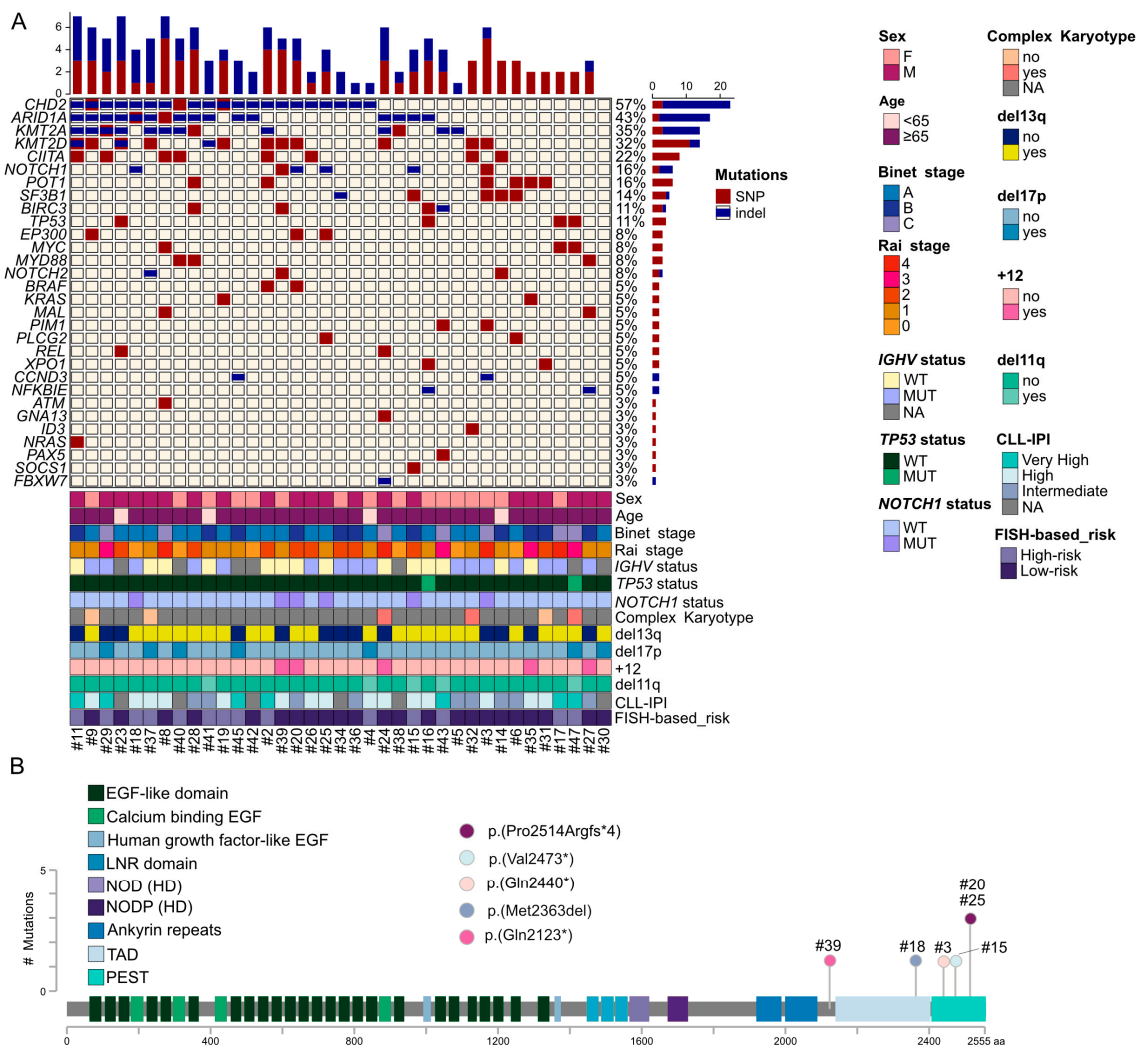 A
6
4
2
0
0 10 20
CHD2 57%
ARID1A 43%
KMT2A 35%
KMT2D 32%
CIITA 22%
NOTCH1 16%
POT1 16%
SF3B1 14%
BIRC3 11%
TP53 11%
EP300 8%
MYC 8%
MYD88 8%
NOTCH2 8%
BRAF 5%
KRAS 5%
MAL 5%
PIM1 5%
PLCG2 5%
REL 5%
XPO1 5%
CCND3 5%
NFKBIE 5%
ATM 3%
GNA13 3%
ID3 3%
NRAS 3%
PAX5 3%
SOCS1 3%
FBXW7 3%
Sex
Age
Binet stage
Rai stage
IGHV status
TP53 status
NOTCH1 status
Complex Karyotype
del13q
del17p
+12
del11q
CLL-IPI
FISH-based_risk
#11 #9 #29 #23 #18 #37 #8 #40 #28 #41 #19 #45 #42 #2 #39 #20 #26 #25 #34 #36 #4 #24 #38 #15 #16 #43 #5 #32 #3 #14 #6 #35 #31 #17 #47 #27 #30
Mutations
SNP
indel
Sex
F
M
Age
<65
≥65
Binet stage
A
B
C
Rai stage
4
3
2
1
0
IGHV status
WT
MUT
NA
TP53 status
WT
MUT
NOTCH1 status
WT
MUT
Complex Karyotype
no
yes
NA
del13q
no
yes
del17p
no
yes
+12
no
yes
del11q
no
yes
CLL-IPI
Very High
High
Intermediate
NA
FISH-based_risk
High-risk
Low-risk
B
EGF-like domain
Calcium binding EGF
Human growth factor-like EGF
LNR domain
NOD (HD)
NODP (HD)
Ankyrin repeats
TAD
PEST
p.(Pro2514Argfs*4)
p.(Val2473*)
p.(Gln2440*)
p.(Met2363del)
p.(Gln2123*)
# Mutations
5
0
#20
#25
#39 #18 #3 #15
0 400 800 1200 1600 2000 2400 2555 aa